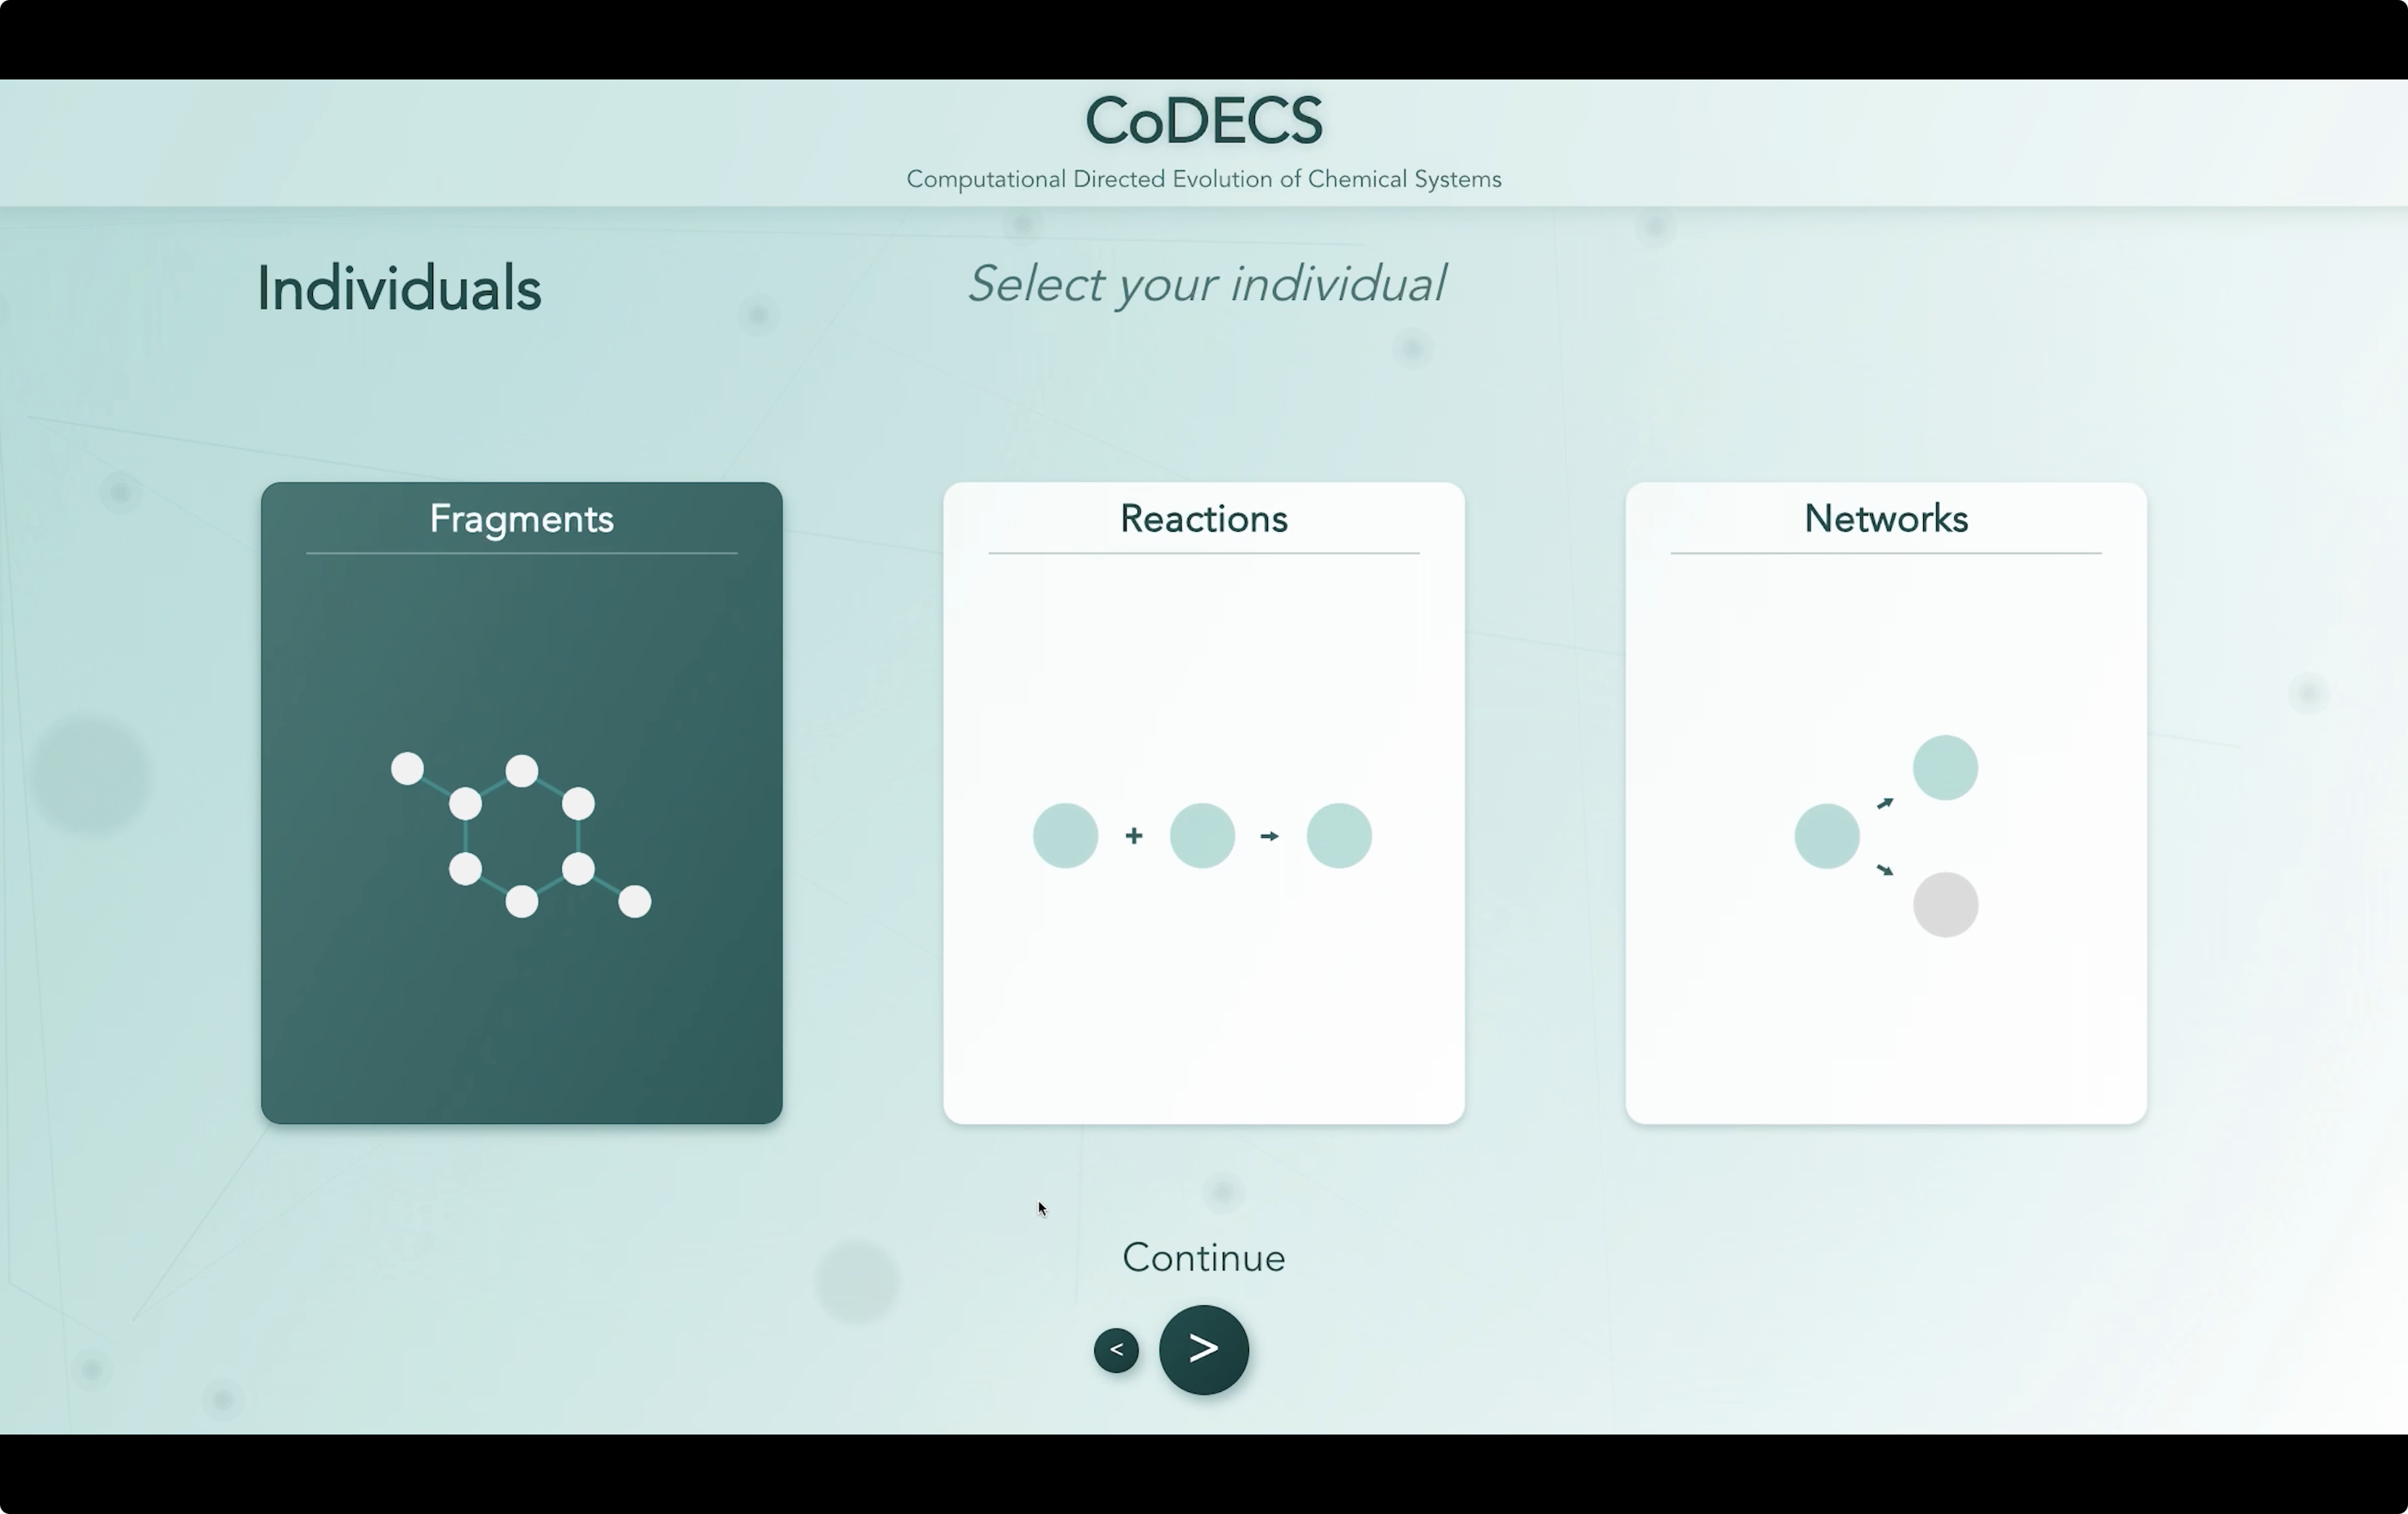 CoDECS
Computational Directed Evolution of Chemical Systems
Individuals
Select your individual
Fragments
Reactions
Networks
+
Continue
< >